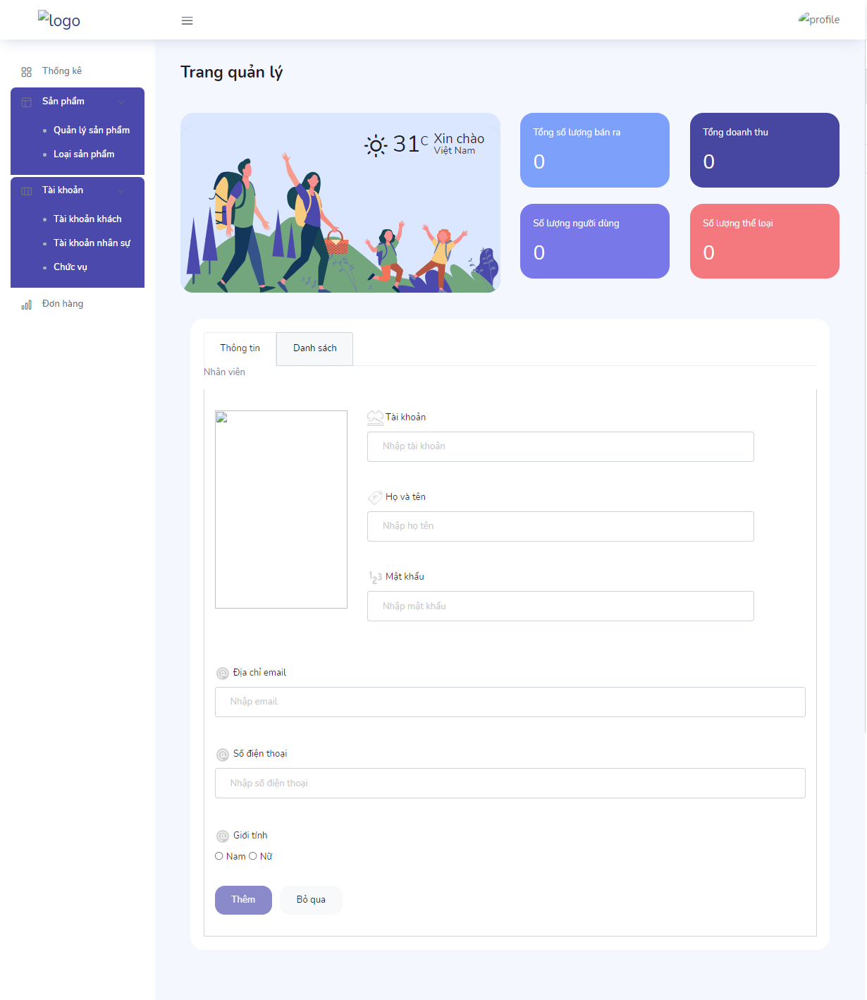 logo
profile
Thống kê
Sản phẩm
Quản lý sản phẩm
Loại sản phẩm
Tài khoản
Tài khoản khách
Tài khoản nhân sự
Chức vụ
Đơn hàng
Trang quản lý
31C Xin chào
Việt Nam
Tổng số lượng bán ra
0
Tổng doanh thu
0
Số lượng người dùng
0
Số lượng thể loại
0
Thông tin
Danh sách
Nhân viên
Tài khoản
Nhập tài khoản
Họ và tên
Nhập họ tên
123 Mật khẩu
Nhập mật khẩu
@ Địa chỉ email
Nhập email
@ Số điện thoại
Nhập số điện thoại
@ Giới tính
Nam Nữ
Thêm Bỏ qua